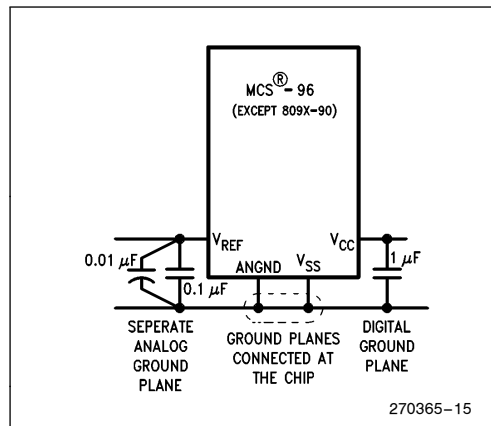 MCS®-96
(EXCEPT 809X-90)
VREF
VCC
0.01 μF
0.1 μF
ANGND
VSS
1 μF
SEPERATE
ANALOG
GROUND
PLANE
GROUND PLANES
CONNECTED AT
THE CHIP
DIGITAL
GROUND
PLANE
270365-15